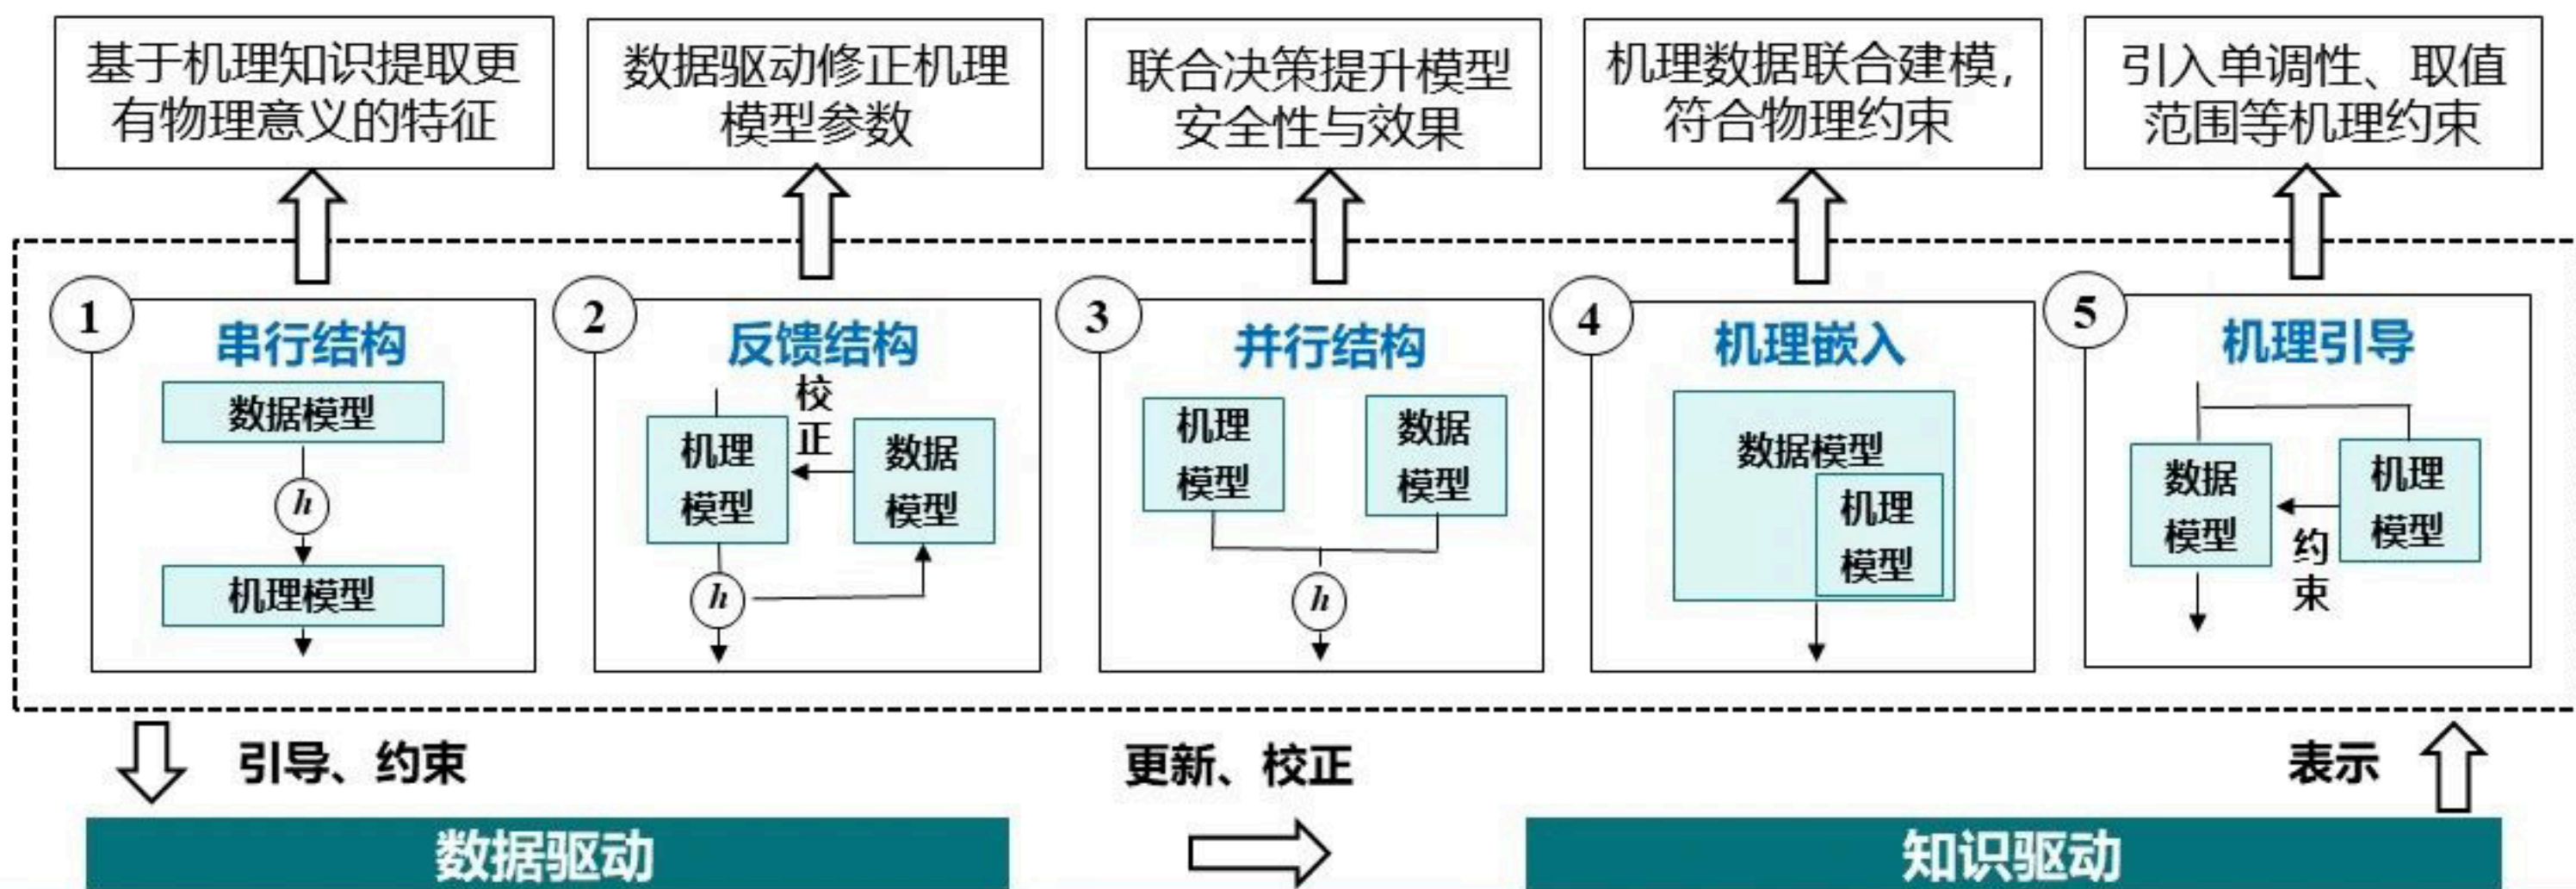 基于机理知识提取更
有物理意义的特征
数据驱动修正机理
模型参数
联合决策提升模型
安全性与效果
机理数据联合建模，
符合物理约束
引入单调性、取值
范围等机理约束
1
串行结构
数据模型
h
机理模型
2
反馈结构
校
正
机理
模型
数据
模型
h
3
并行结构
机理
模型
数据
模型
h
4
机理嵌入
数据模型
机理
模型
5
机理引导
数据
模型
机理
模型
约
束
引导、约束
更新、校正
表示
数据驱动
知识驱动